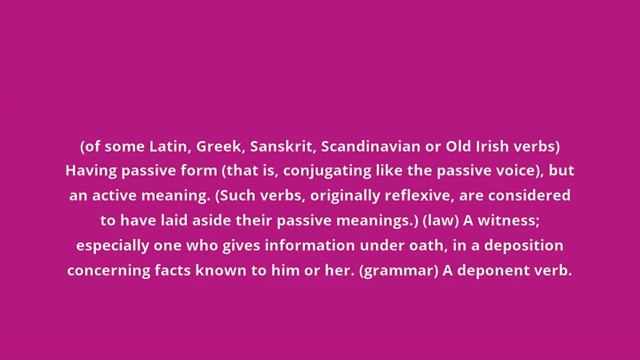 (of some Latin, Greek, Sanskrit, Scandinavian or Old Irish verbs)
Having passive form (that is, conjugating like the passive voice), but
an active meaning. (Such verbs, originally reflexive, are considered
to have laid aside their passive meanings.) (law) A witness;
especially one who gives information under oath, in a deposition
concerning facts known to him or her. (grammar) A deponent verb.